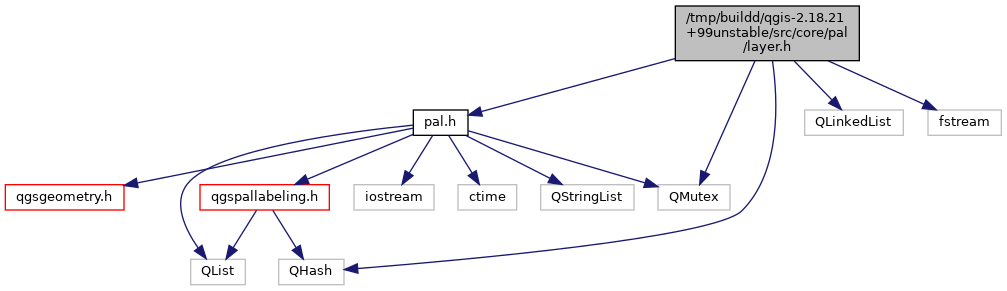 /tmp/buildd/qgis-2.18.21
+99unstable/src/core/pal
/layer.h
pal.h
QLinkedList
fstream
qgsgeometry.h
qgspallabeling.h
iostream
ctime
QStringList
QMutex
QList
QHash